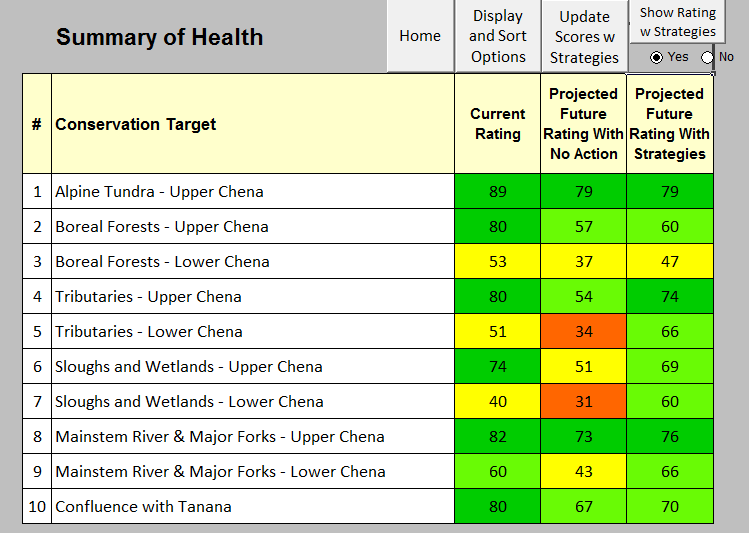 Summary of Health
Home
Display
and Sort
Options
Update
Scores w
Strategies
Show Rating
w Strategies
Yes No
# Conservation Target Current Rating Projected Future Rating With No Action Projected Future Rating With Strategies
1 Alpine Tundra - Upper Chena 89 79 79
2 Boreal Forests - Upper Chena 80 57 60
3 Boreal Forests - Lower Chena 53 37 47
4 Tributaries - Upper Chena 80 54 74
5 Tributaries - Lower Chena 51 34 66
6 Sloughs and Wetlands - Upper Chena 74 51 69
7 Sloughs and Wetlands - Lower Chena 40 31 60
8 Mainstem River & Major Forks - Upper Chena 82 73 76
9 Mainstem River & Major Forks - Lower Chena 60 43 66
10 Confluence with Tanana 80 67 70